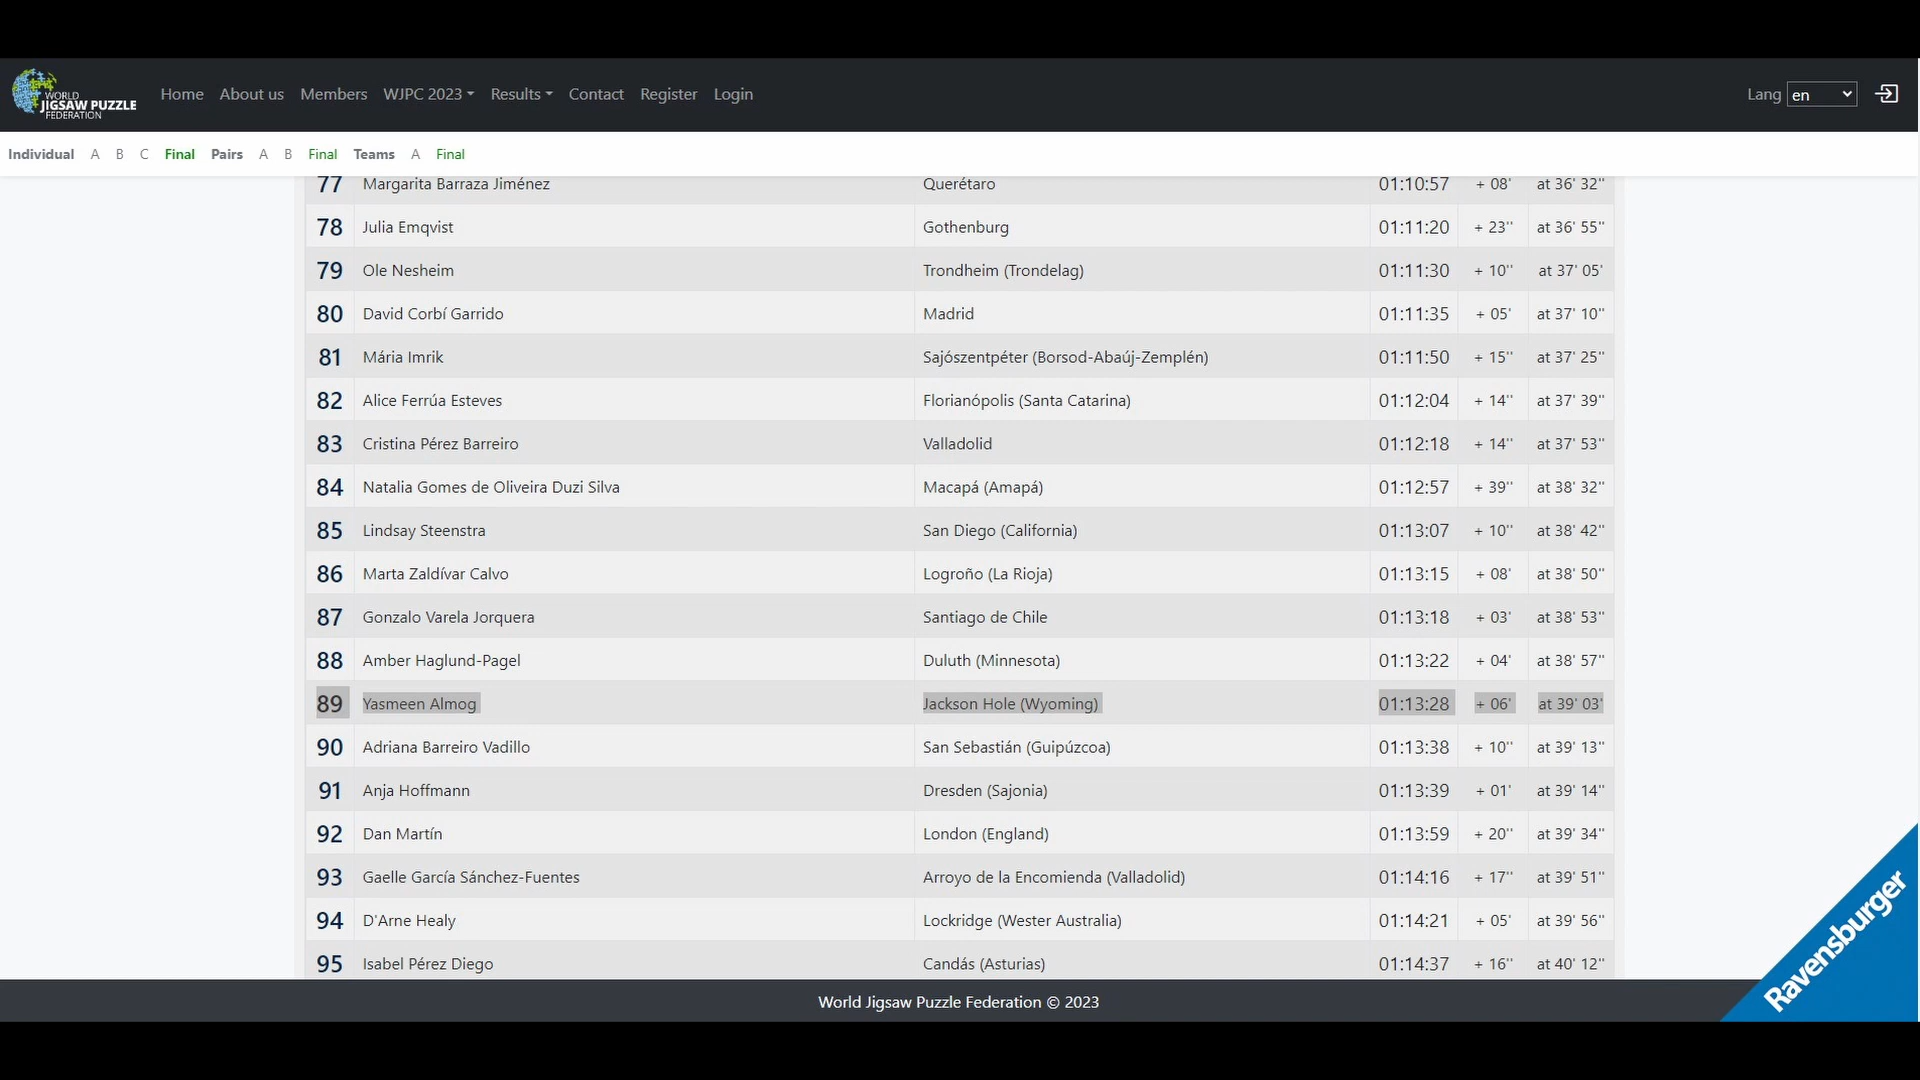 WORLD
JIGSAW PUZZLE
FEDERATION
Home About us Members WJPC 2023 Results Contact Register Login Lang en
Individual A B C Final Pairs A B Final Teams A Final
77 Margarita Barraza Jiménez Querétaro 01:10:57 + 08' at 36' 32''
78 Julia Emqvist Gothenburg 01:11:20 + 23'' at 36' 55''
79 Ole Nesheim Trondheim (Trondelag) 01:11:30 + 10'' at 37' 05'
80 David Corbí Garrido Madrid 01:11:35 + 05' at 37' 10''
81 Mária Imrik Sajószentpéter (Borsod-Abaúj-Zemplén) 01:11:50 + 15'' at 37' 25''
82 Alice Ferrúa Esteves Florianópolis (Santa Catarina) 01:12:04 + 14'' at 37' 39''
83 Cristina Pérez Barreiro Valladolid 01:12:18 + 14'' at 37' 53''
84 Natalia Gomes de Oliveira Duzi Silva Macapá (Amapá) 01:12:57 + 39'' at 38' 32''
85 Lindsay Steenstra San Diego (California) 01:13:07 + 10'' at 38' 42''
86 Marta Zaldívar Calvo Logroño (La Rioja) 01:13:15 + 08' at 38' 50''
87 Gonzalo Varela Jorquera Santiago de Chile 01:13:18 + 03' at 38' 53''
88 Amber Haglund-Pagel Duluth (Minnesota) 01:13:22 + 04' at 38' 57''
89 Yasmeen Almog Jackson Hole (Wyoming) 01:13:28 + 06' at 39' 03'
90 Adriana Barreiro Vadillo San Sebastián (Guipúzcoa) 01:13:38 + 10'' at 39' 13''
91 Anja Hoffmann Dresden (Sajonia) 01:13:39 + 01' at 39' 14''
92 Dan Martín London (England) 01:13:59 + 20'' at 39' 34''
93 Gaelle García Sánchez-Fuentes Arroyo de la Encomienda (Valladolid) 01:14:16 + 17'' at 39' 51''
94 D'Arne Healy Lockridge (Wester Australia) 01:14:21 + 05' at 39' 56''
95 Isabel Pérez Diego Candás (Asturias) 01:14:37 + 16'' at 40' 12''
World Jigsaw Puzzle Federation © 2023
Ravensburger